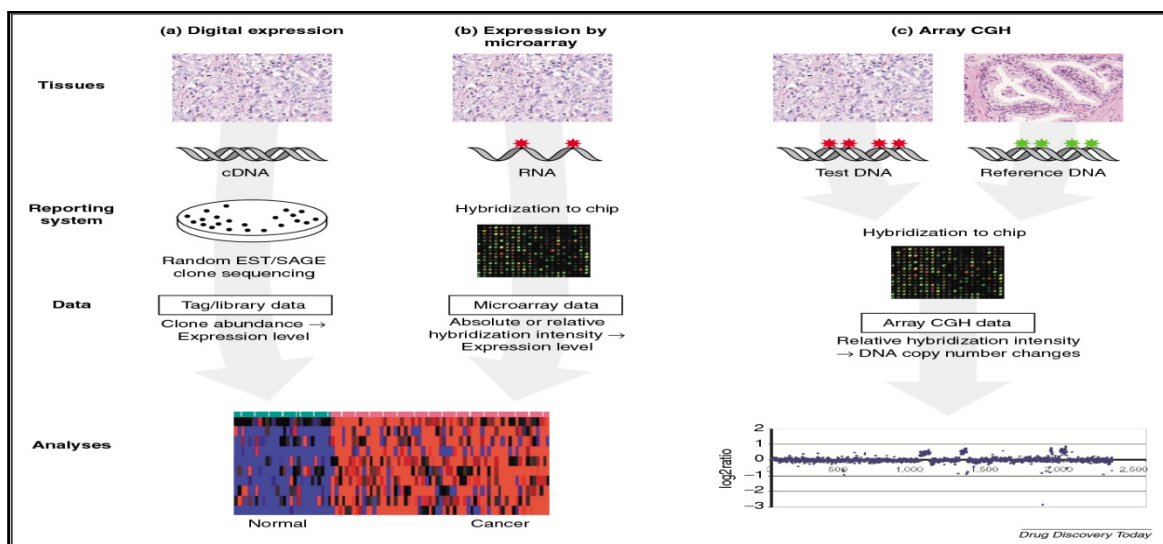 (a) Digital expression
(b) Expression by
microarray
(c) Array CGH
Tissues
cDNA
RNA
Test DNA
Reference DNA
Reporting
system
Random EST/SAGE
clone sequencing
Hybridization to chip
Hybridization to chip
Data
Tag/library data
Clone abundance →
Expression level
Microarray data
Absolute or relative
hybridization intensity →
Expression level
Array CGH data
Relative hybridization intensity
→ DNA copy number changes
Analyses
Normal
Cancer
log2ratio
2
1
0
−1
−2
−3
0
500
1,000
1,500
2,000
2,500
Drug Discovery Today